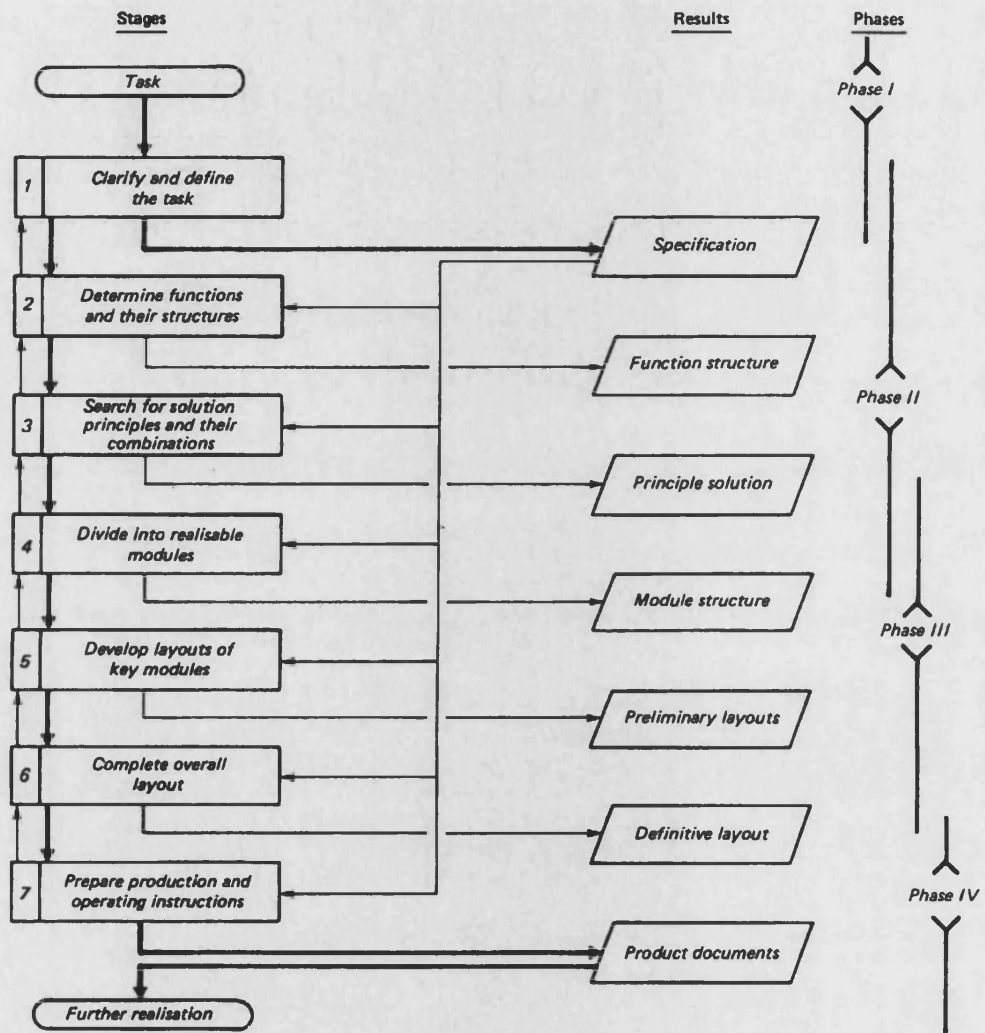 Stages
Results
Phases
Task
Phase I
1
Clarify and define
the task
Specification
2
Determine functions
and their structures
Function structure
Phase II
3
Search for solution
principles and their
combinations
Principle solution
4
Divide into realisable
modules
Module structure
Phase III
5
Develop layouts of
key modules
Preliminary layouts
6
Complete overall
layout
Definitive layout
7
Prepare production and
operating instructions
Phase IV
Product documents
Further realisation